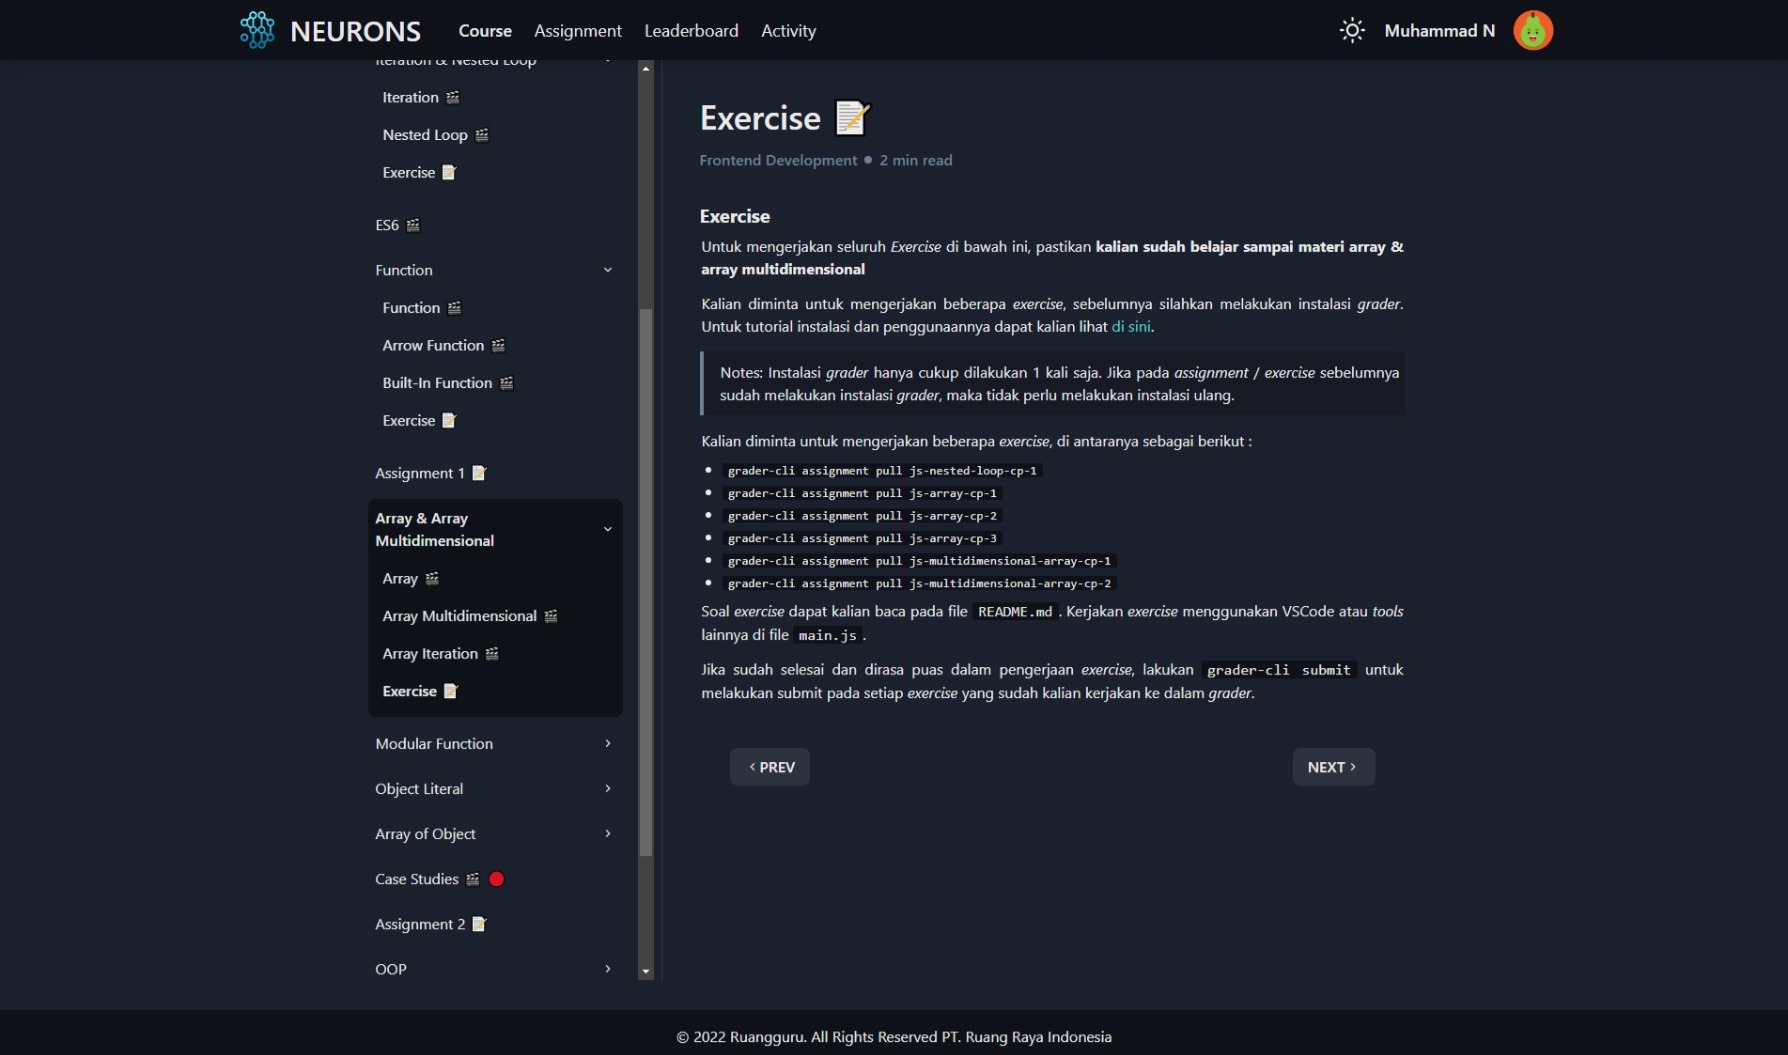 NEURONS
Course
Assignment
Leaderboard
Activity
Muhammad N
Iteration & Nested Loop
Iteration
Nested Loop
Exercise
ES6
Function
Function
Arrow Function
Built-In Function
Exercise
Assignment 1
Array & Array
Multidimensional
Array
Array Multidimensional
Array Iteration
Exercise
Modular Function
Object Literal
Array of Object
Case Studies
Assignment 2
OOP
Exercise
Frontend Development • 2 min read
Exercise
Untuk mengerjakan seluruh Exercise di bawah ini, pastikan kalian sudah belajar sampai materi array &
array multidimensional
Kalian diminta untuk mengerjakan beberapa exercise, sebelumnya silahkan melakukan instalasi grader.
Untuk tutorial instalasi dan penggunaannya dapat kalian lihat di sini.
Notes: Instalasi grader hanya cukup dilakukan 1 kali saja. Jika pada assignment / exercise sebelumnya
sudah melakukan instalasi grader, maka tidak perlu melakukan instalasi ulang.
Kalian diminta untuk mengerjakan beberapa exercise, di antaranya sebagai berikut :
• grader-cli assignment pull js-nested-loop-cp-1
• grader-cli assignment pull js-array-cp-1
• grader-cli assignment pull js-array-cp-2
• grader-cli assignment pull js-array-cp-3
• grader-cli assignment pull js-multidimensional-array-cp-1
• grader-cli assignment pull js-multidimensional-array-cp-2
Soal exercise dapat kalian baca pada file README.md . Kerjakan exercise menggunakan VSCode atau tools
lainnya di file main.js .
Jika sudah selesai dan dirasa puas dalam pengerjaan exercise, lakukan grader-cli submit untuk
melakukan submit pada setiap exercise yang sudah kalian kerjakan ke dalam grader.
‹ PREV
NEXT ›
© 2022 Ruangguru. All Rights Reserved PT. Ruang Raya Indonesia